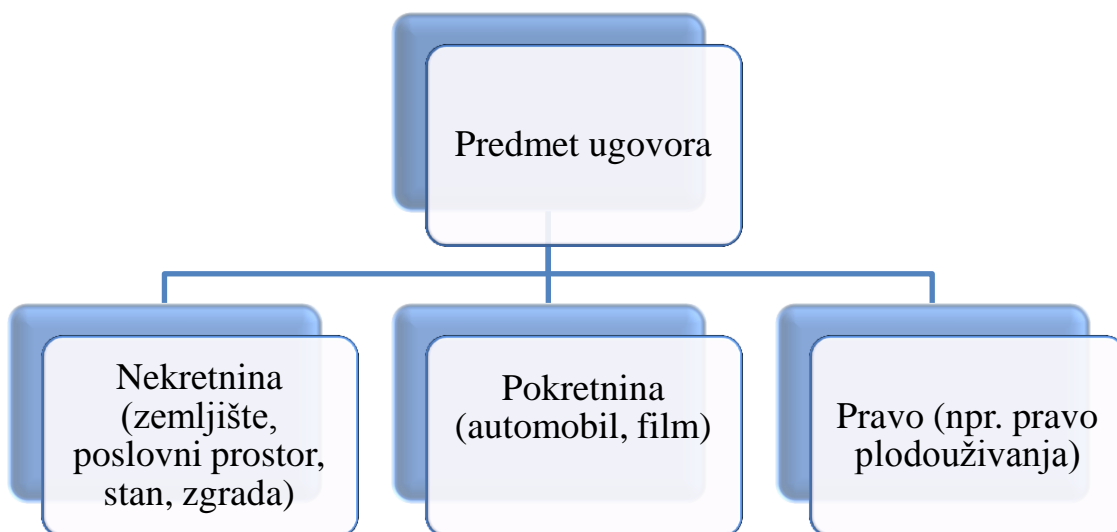 Predmet ugovora
Nekretnina
(zemljište,
poslovni prostor,
stan, zgrada)
Pokretnina
(automobil, film)
Pravo (npr. pravo
plodouživanja)